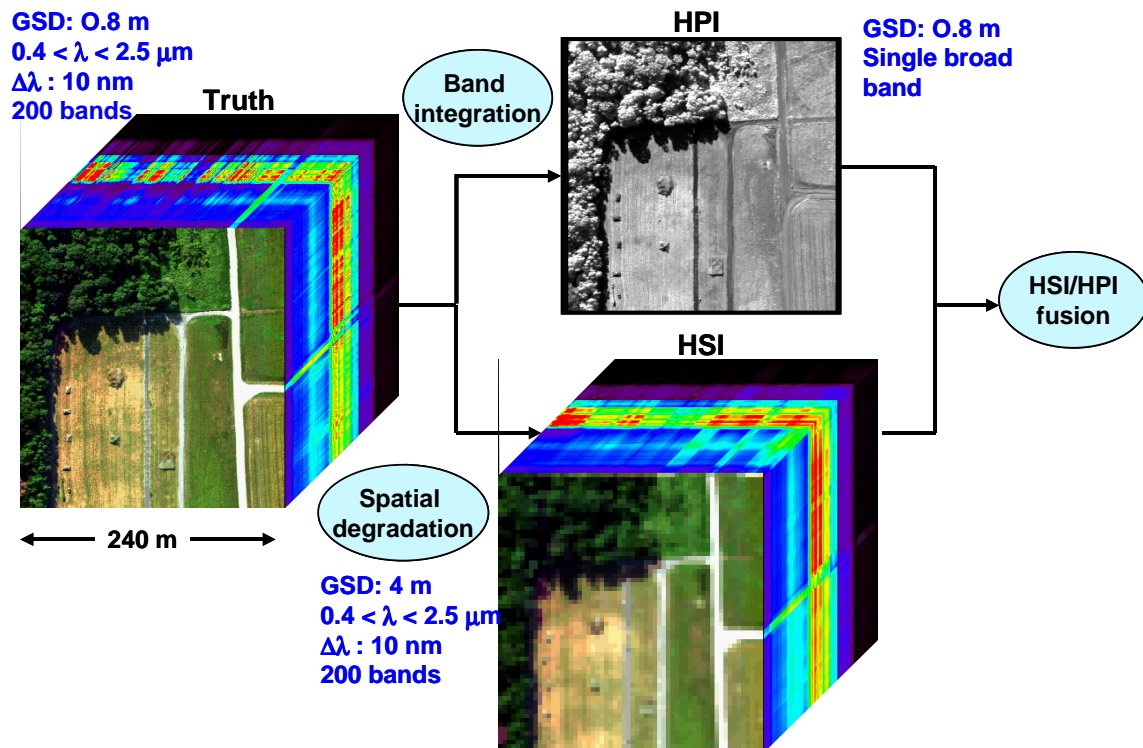 GSD: O.8 m
0.4 < λ < 2.5 μm
Δλ : 10 nm
200 bands
Truth
Band
integration
HPI
GSD: O.8 m
Single broad
band
HSI/HPI
fusion
HSI
240 m
Spatial
degradation
GSD: 4 m
0.4 < λ < 2.5 μm
Δλ : 10 nm
200 bands